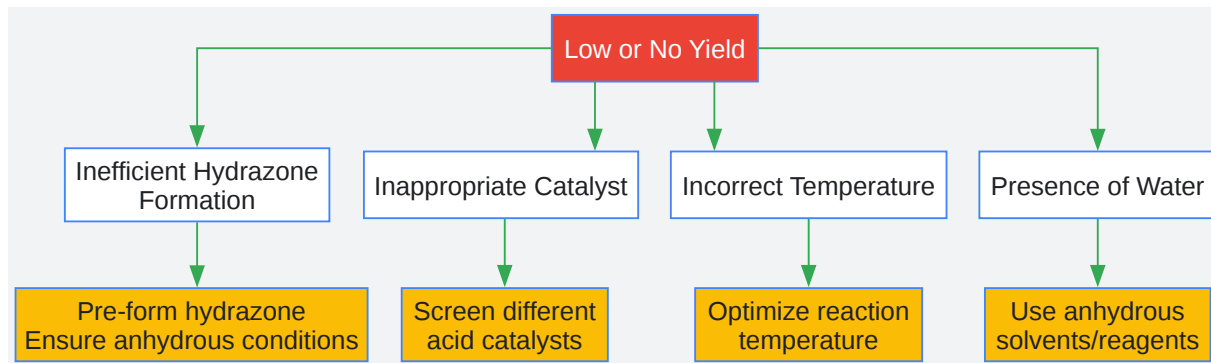 Low or No Yield
Inefficient Hydrazone
Formation
Inappropriate Catalyst
Incorrect Temperature
Presence of Water
Pre-form hydrazone
Ensure anhydrous conditions
Screen different
acid catalysts
Optimize reaction
temperature
Use anhydrous
solvents/reagents